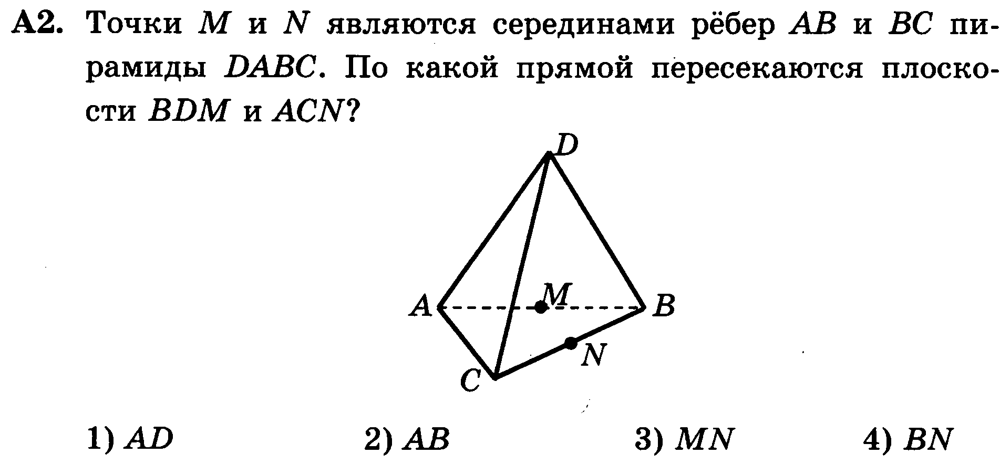 А2. Точки M и N являются серединами рёбер AB и BC пи-
рамиды DABC. По какой прямой пересекаются плоско-
сти BDM и ACN?
D
M
A
B
N
C
1) AD 2) AB 3) MN 4) BN